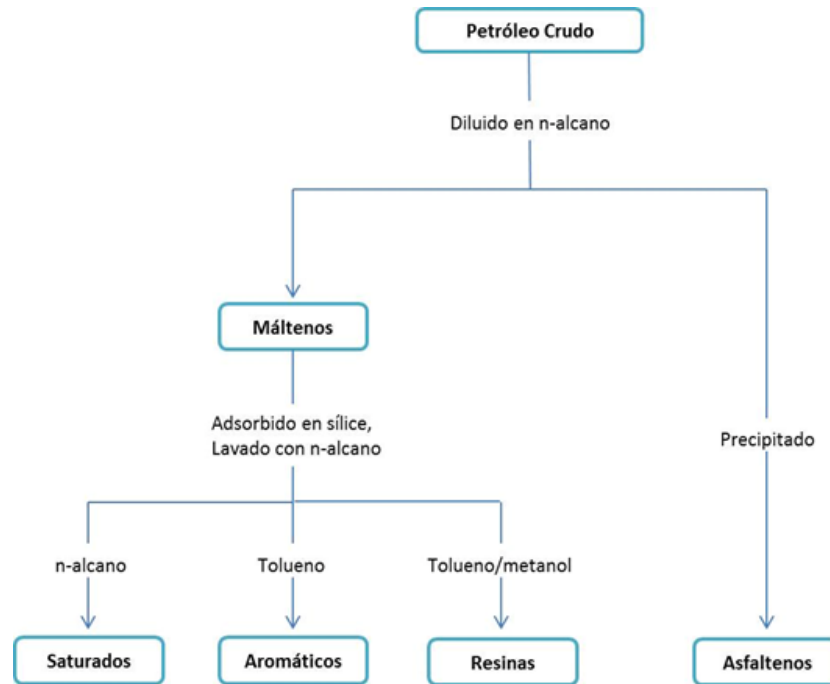 Petróleo Crudo
Diluido en n-alcano
Máltenos
Adsorbido en sílice,
Lavado con n-alcano
Precipitado
n-alcano
Tolueno
Tolueno/metanol
Saturados
Aromáticos
Resinas
Asfaltenos